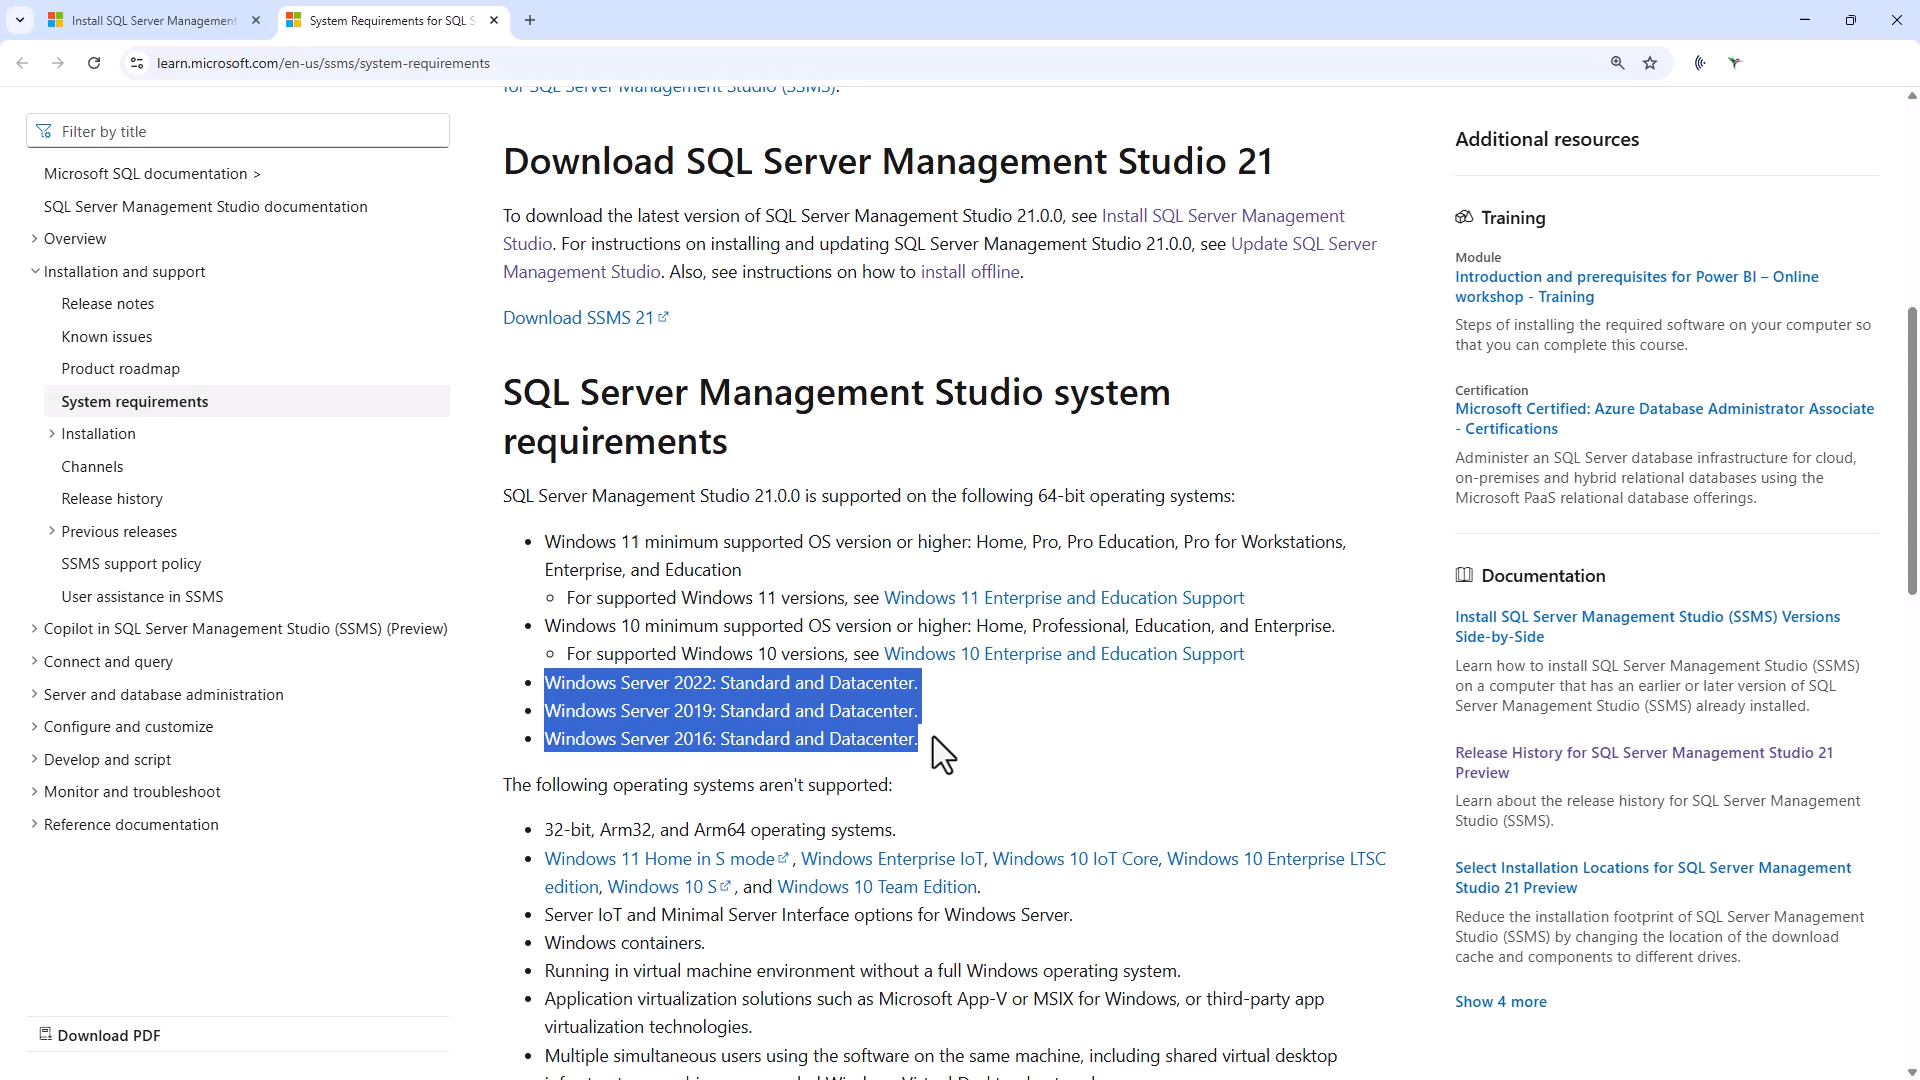 Install SQL Server Management
System Requirements for SQL S
learn.microsoft.com/en-us/ssms/system-requirements
for SQL Server Management Studio (SSMS).
Filter by title
Microsoft SQL documentation >
SQL Server Management Studio documentation
Overview
Installation and support
Release notes
Known issues
Product roadmap
System requirements
Installation
Channels
Release history
Previous releases
SSMS support policy
User assistance in SSMS
Copilot in SQL Server Management Studio (SSMS) (Preview)
Connect and query
Server and database administration
Configure and customize
Develop and script
Monitor and troubleshoot
Reference documentation
Download PDF
Download SQL Server Management Studio 21
To download the latest version of SQL Server Management Studio 21.0.0, see Install SQL Server Management
Studio. For instructions on installing and updating SQL Server Management Studio 21.0.0, see Update SQL Server
Management Studio. Also, see instructions on how to install offline.
Download SSMS 21
SQL Server Management Studio system
requirements
SQL Server Management Studio 21.0.0 is supported on the following 64-bit operating systems:
• Windows 11 minimum supported OS version or higher: Home, Pro, Pro Education, Pro for Workstations,
Enterprise, and Education
◦ For supported Windows 11 versions, see Windows 11 Enterprise and Education Support
• Windows 10 minimum supported OS version or higher: Home, Professional, Education, and Enterprise.
◦ For supported Windows 10 versions, see Windows 10 Enterprise and Education Support
• Windows Server 2022: Standard and Datacenter.
• Windows Server 2019: Standard and Datacenter.
• Windows Server 2016: Standard and Datacenter.
The following operating systems aren't supported:
• 32-bit, Arm32, and Arm64 operating systems.
• Windows 11 Home in S mode, Windows Enterprise IoT, Windows 10 IoT Core, Windows 10 Enterprise LTSC
edition, Windows 10 S, and Windows 10 Team Edition.
• Server IoT and Minimal Server Interface options for Windows Server.
• Windows containers.
• Running in virtual machine environment without a full Windows operating system.
• Application virtualization solutions such as Microsoft App-V or MSIX for Windows, or third-party app
virtualization technologies.
• Multiple simultaneous users using the software on the same machine, including shared virtual desktop
Additional resources
Training
Module
Introduction and prerequisites for Power BI – Online
workshop - Training
Steps of installing the required software on your computer so
that you can complete this course.
Certification
Microsoft Certified: Azure Database Administrator Associate
- Certifications
Administer an SQL Server database infrastructure for cloud,
on-premises and hybrid relational databases using the
Microsoft PaaS relational database offerings.
Documentation
Install SQL Server Management Studio (SSMS) Versions
Side-by-Side
Learn how to install SQL Server Management Studio (SSMS)
on a computer that has an earlier or later version of SQL
Server Management Studio (SSMS) already installed.
Release History for SQL Server Management Studio 21
Preview
Learn about the release history for SQL Server Management
Studio (SSMS).
Select Installation Locations for SQL Server Management
Studio 21 Preview
Reduce the installation footprint of SQL Server Management
Studio (SSMS) by changing the location of the download
cache and components to different drives.
Show 4 more